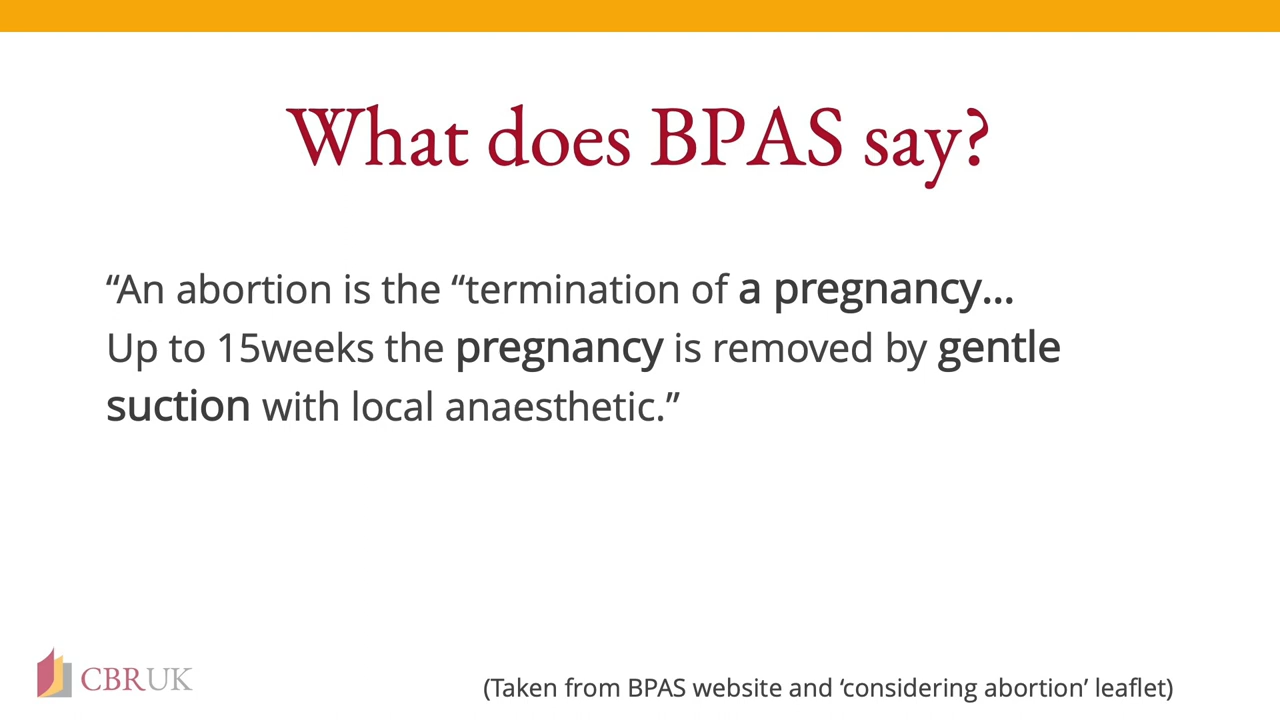 What does BPAS say?
“An abortion is the “termination of a pregnancy...
Up to 15weeks the pregnancy is removed by gentle
suction with local anaesthetic.”
CBRUK
(Taken from BPAS website and ‘considering abortion’ leaflet)